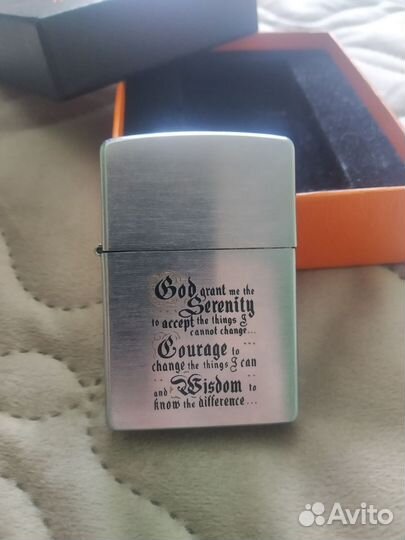 God grant me the
Serenity
to accept the things I
cannot change...
Courage to
change the things I can
and Wisdom to
know the difference...
Avito